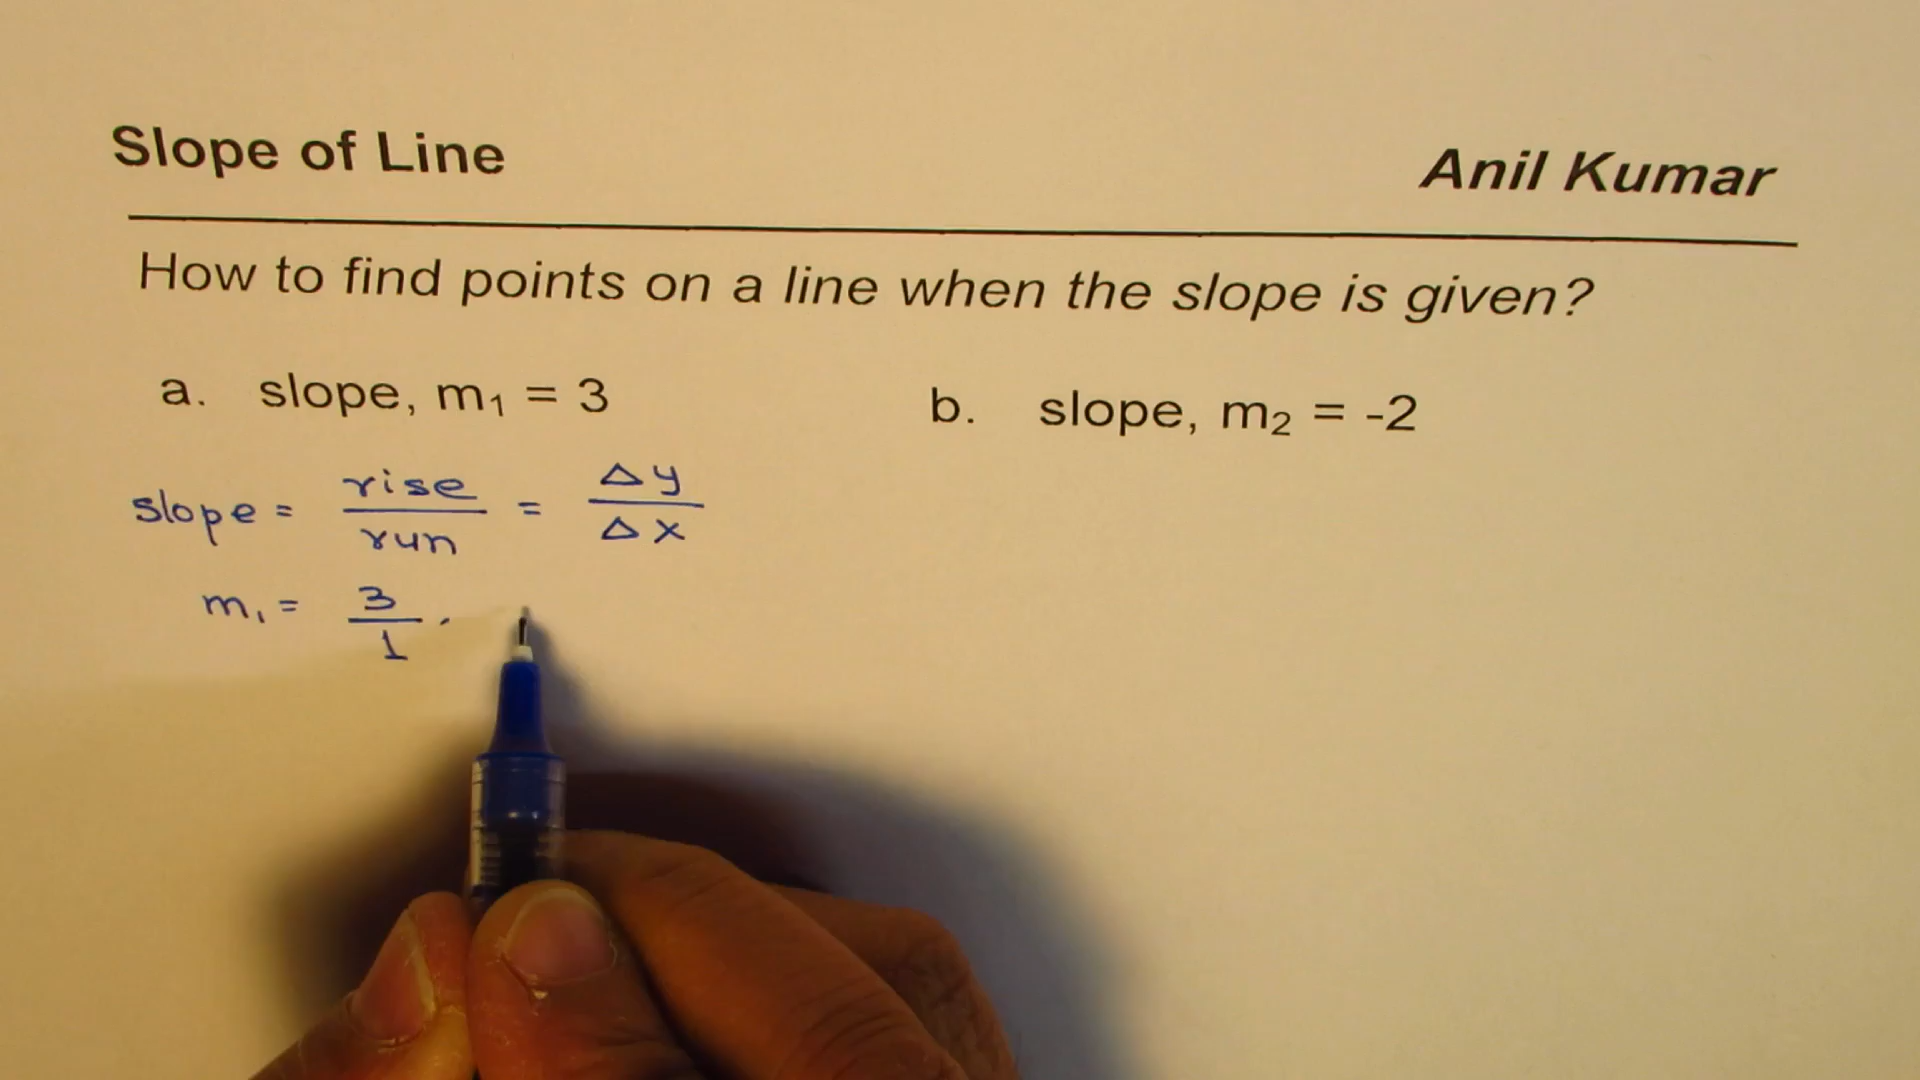 Slope of Line
Anil Kumar
How to find points on a line when the slope is given?
a. slope, m₁ = 3
b. slope, m₂ = -2
slope = rise/run = Δy/Δx
m₁ = 3/1 .